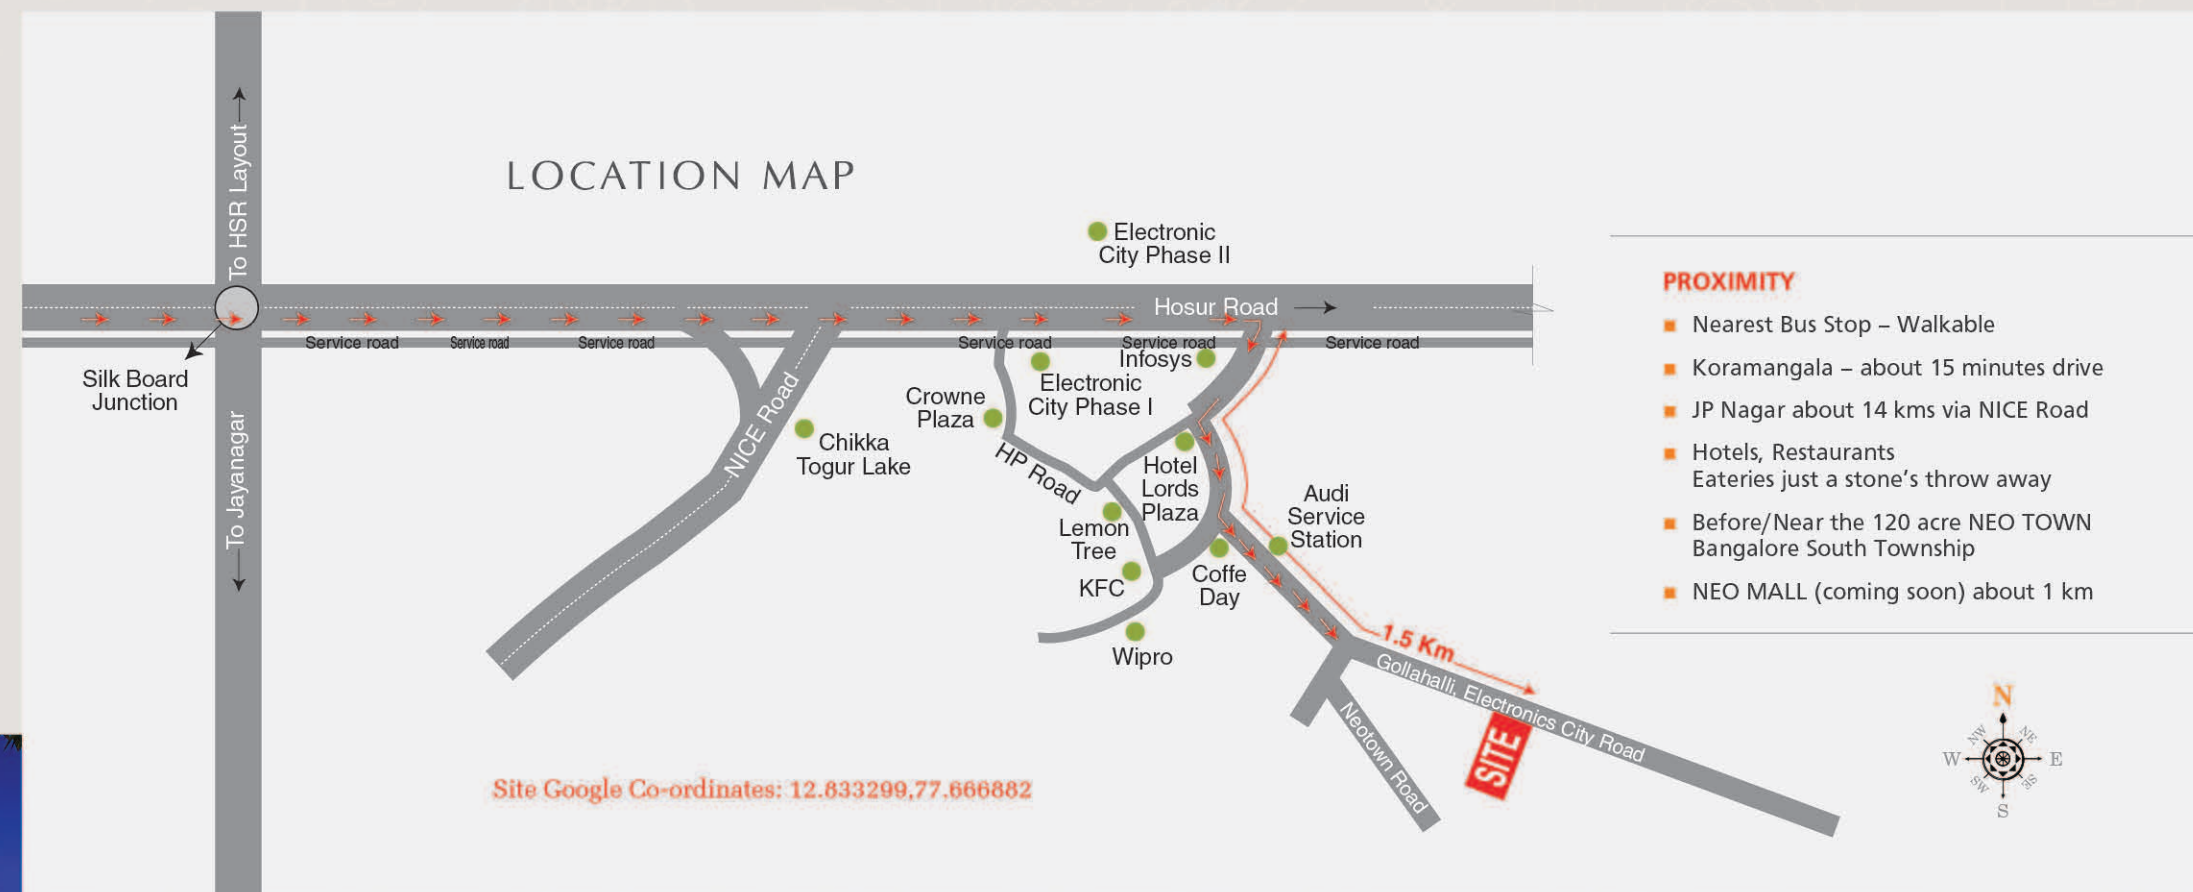 LOCATION MAP
To HSR Layout
Electronic
City Phase II
Hosur Road
Service road
Service road
Service road
Service road
Service road
Service road
Silk Board
Junction
To Jayanagar
NICE Road
Chikka
Togur Lake
Crowne
Plaza
Electronic
City Phase I
Infosys
HP Road
Hotel
Lords
Plaza
Lemon
Tree
KFC
Wipro
Coffe
Day
Audi
Service
Station
1.5 Km
Gollahalli, Electronics City Road
Neotown Road
SITE
Site Google Co-ordinates: 12.833299,77.666882
PROXIMITY
Nearest Bus Stop – Walkable
Koramangala – about 15 minutes drive
JP Nagar about 14 kms via NICE Road
Hotels, Restaurants
Eateries just a stone’s throw away
Before/Near the 120 acre NEO TOWN
Bangalore South Township
NEO MALL (coming soon) about 1 km
N
NW
NE
W
E
SW
SE
S